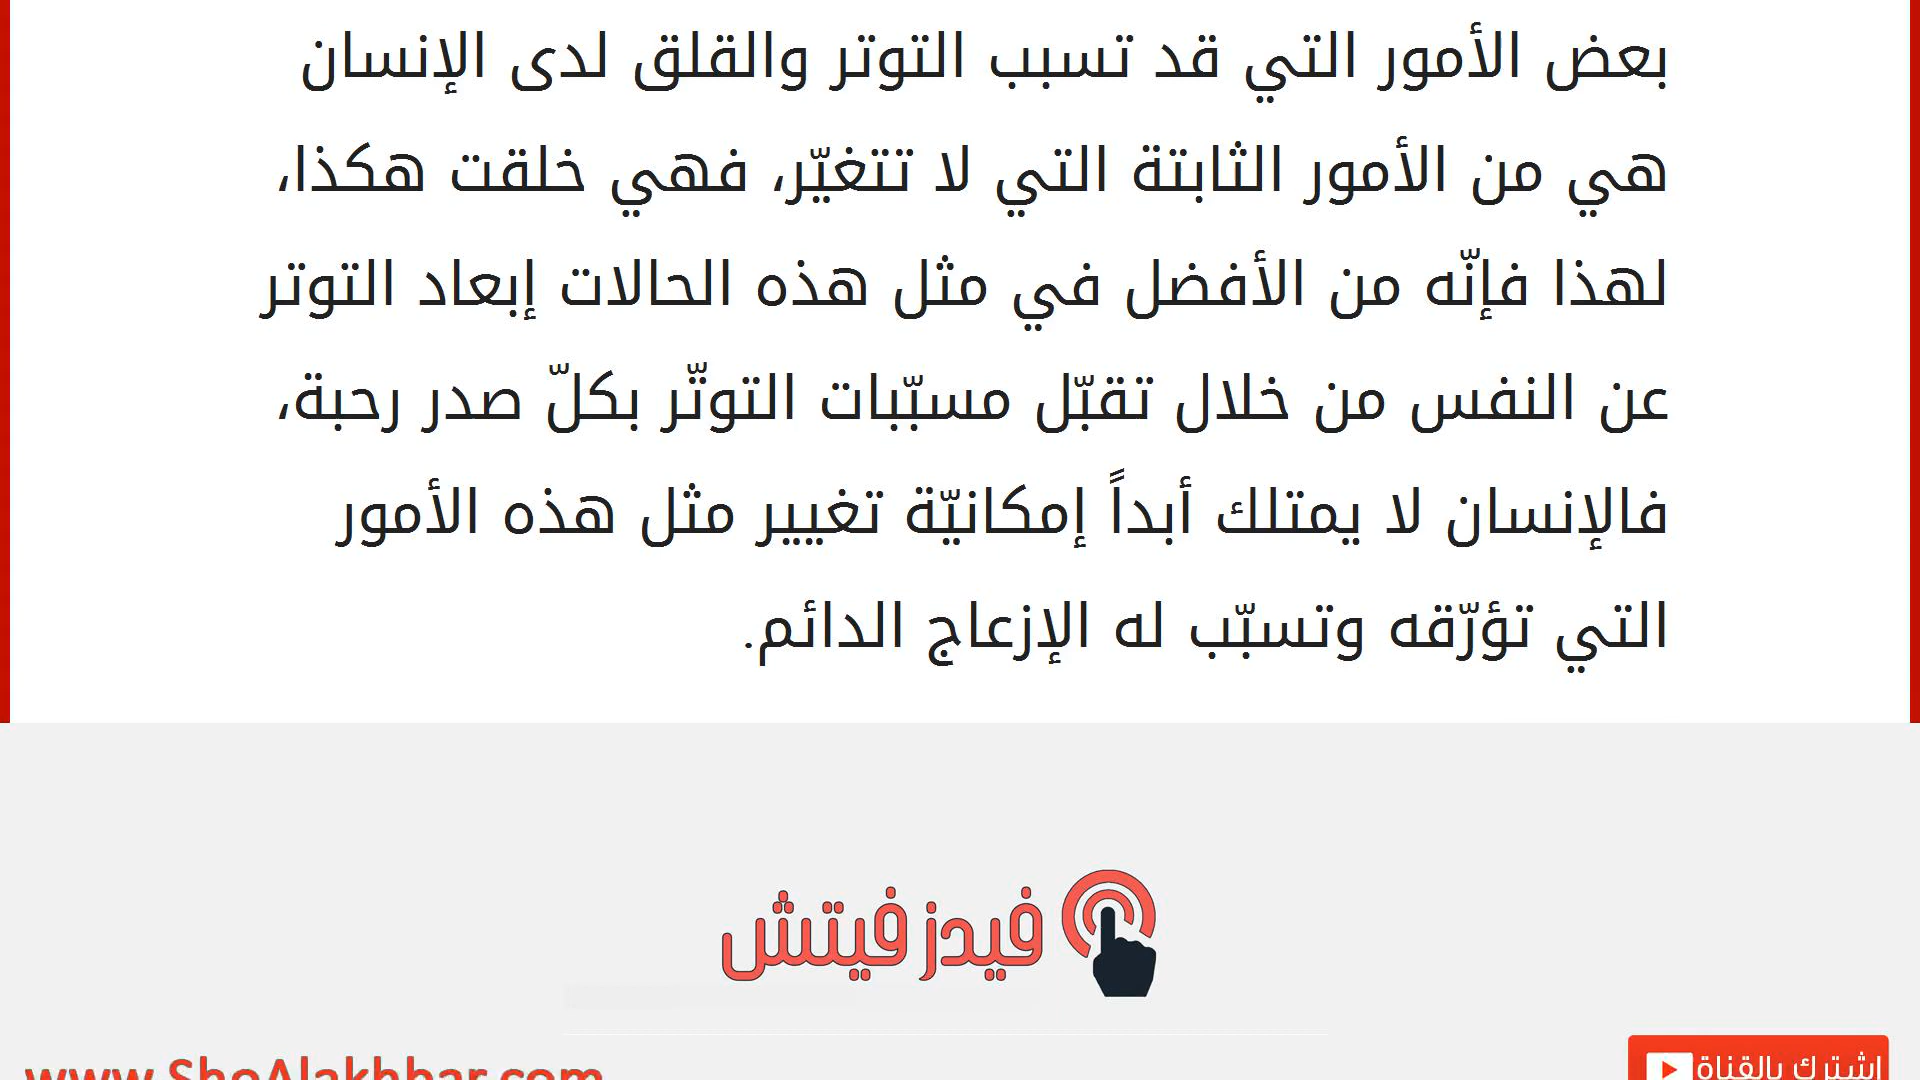 بعض الأمور التي قد تسبب التوتر والقلق لدى الإنسان
هي من الأمور الثابتة التي لا تتغيّر، فهي خلقت هكذا،
لهذا فإنّه من الأفضل في مثل هذه الحالات إبعاد التوتر
عن النفس من خلال تقبّل مسبّبات التوتّر بكلّ صدر رحبة،
فالإنسان لا يمتلك أبداً إمكانيّة تغيير مثل هذه الأمور
التي تؤرّقه وتسبّب له الإزعاج الدائم.
فيدز فيتش
www.ShoAlakhbar.com
اشترك بالقناة